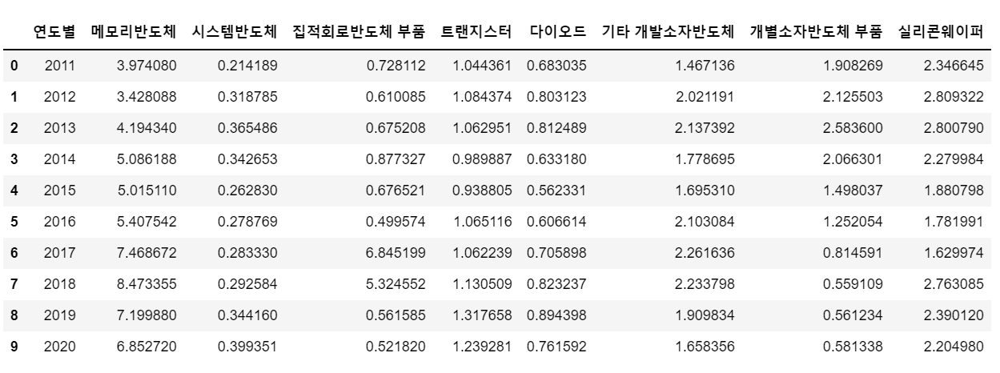 연도별 메모리반도체 시스템반도체 집적회로반도체 부품 트랜지스터 다이오드 기타 개발소자반도체 개별소자반도체 부품 실리콘웨이퍼
0 2011 3.974080 0.214189 0.728112 1.044361 0.683035 1.467136 1.908269 2.346645
1 2012 3.428088 0.318785 0.610085 1.084374 0.803123 2.021191 2.125503 2.809322
2 2013 4.194340 0.365486 0.675208 1.062951 0.812489 2.137392 2.583600 2.800790
3 2014 5.086188 0.342653 0.877327 0.989887 0.633180 1.778695 2.066301 2.279984
4 2015 5.015110 0.262830 0.676521 0.938805 0.562331 1.695310 1.498037 1.880798
5 2016 5.407542 0.278769 0.499574 1.065116 0.606614 2.103084 1.252054 1.781991
6 2017 7.468672 0.283330 6.845199 1.062239 0.705898 2.261636 0.814591 1.629974
7 2018 8.473355 0.292584 5.324552 1.130509 0.823237 2.233798 0.559109 2.763085
8 2019 7.199880 0.344160 0.561585 1.317658 0.894398 1.909834 0.561234 2.390120
9 2020 6.852720 0.399351 0.521820 1.239281 0.761592 1.658356 0.581338 2.204980